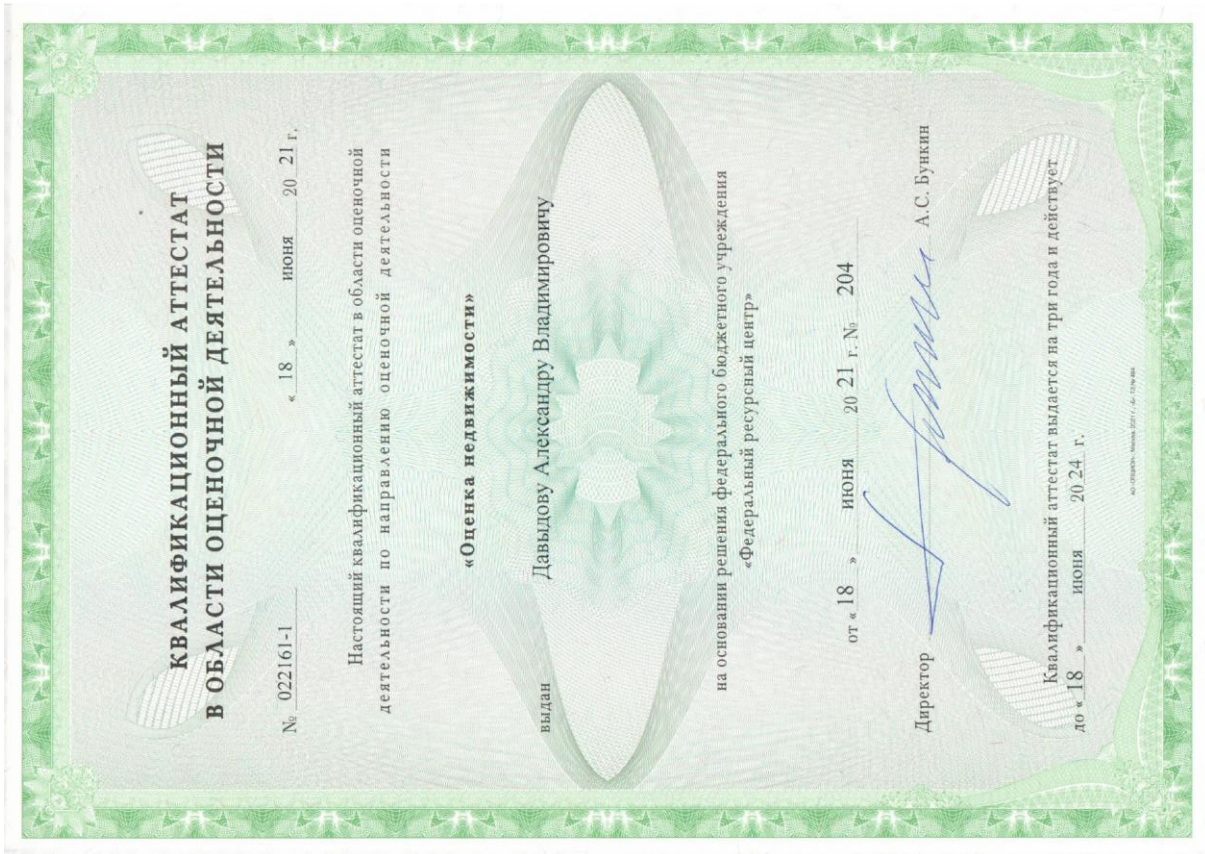 КВАЛИФИКАЦИОННЫЙ АТТЕСТАТ
В ОБЛАСТИ ОЦЕНОЧНОЙ ДЕЯТЕЛЬНОСТИ
№ 022161-1 « 18 » июня 20 21 г.
Настоящий квалификационный аттестат в области оценочной
деятельности по направлению оценочной деятельности
«Оценка недвижимости»
выдан Давыдову Александру Владимировичу
на основании решения федерального бюджетного учреждения
«Федеральный ресурсный центр»
от « 18 » июня 20 21 г. № 204
Директор А.С. Бункин
Квалификационный аттестат выдается на три года и действует
до « 18 » июня 20 24 г.